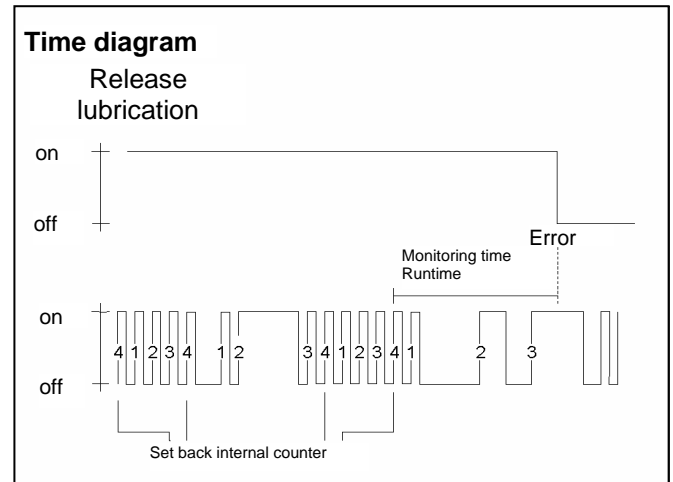 Time diagram
Release
lubrication
on
off
Error
Monitoring time
Runtime
on
4 1 2 3 4 1 2 3 4 1 2 3 4 1 2 3
off
Set back internal counter